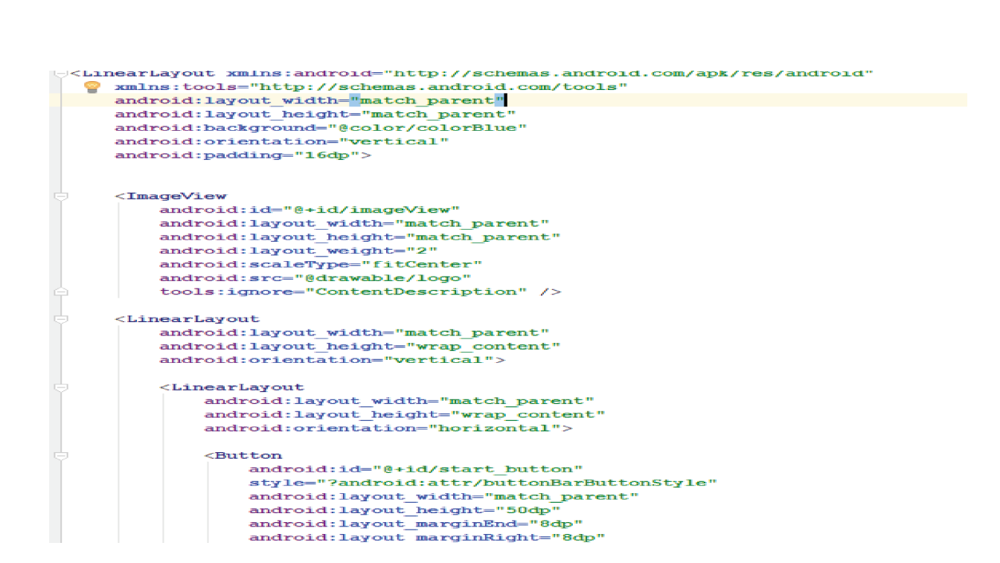 <LinearLayout xmlns:android="http://schemas.android.com/apk/res/android"
xmlns:tools="http://schemas.android.com/tools"
android:layout_width="match_parent"
android:layout_height="match_parent"
android:background="@color/colorBlue"
android:orientation="vertical"
android:padding="16dp">
<ImageView
android:id="@+id/imageView"
android:layout_width="match_parent"
android:layout_height="match_parent"
android:layout_weight="2"
android:scaleType="fitCenter"
android:src="@drawable/logo"
tools:ignore="ContentDescription" />
<LinearLayout
android:layout_width="match_parent"
android:layout_height="wrap_content"
android:orientation="vertical">
<LinearLayout
android:layout_width="match_parent"
android:layout_height="wrap_content"
android:orientation="horizontal">
<Button
android:id="@+id/start_button"
style="?android:attr/buttonBarButtonStyle"
android:layout_width="match_parent"
android:layout_height="50dp"
android:layout_marginEnd="8dp"
android:layout_marginRight="8dp"